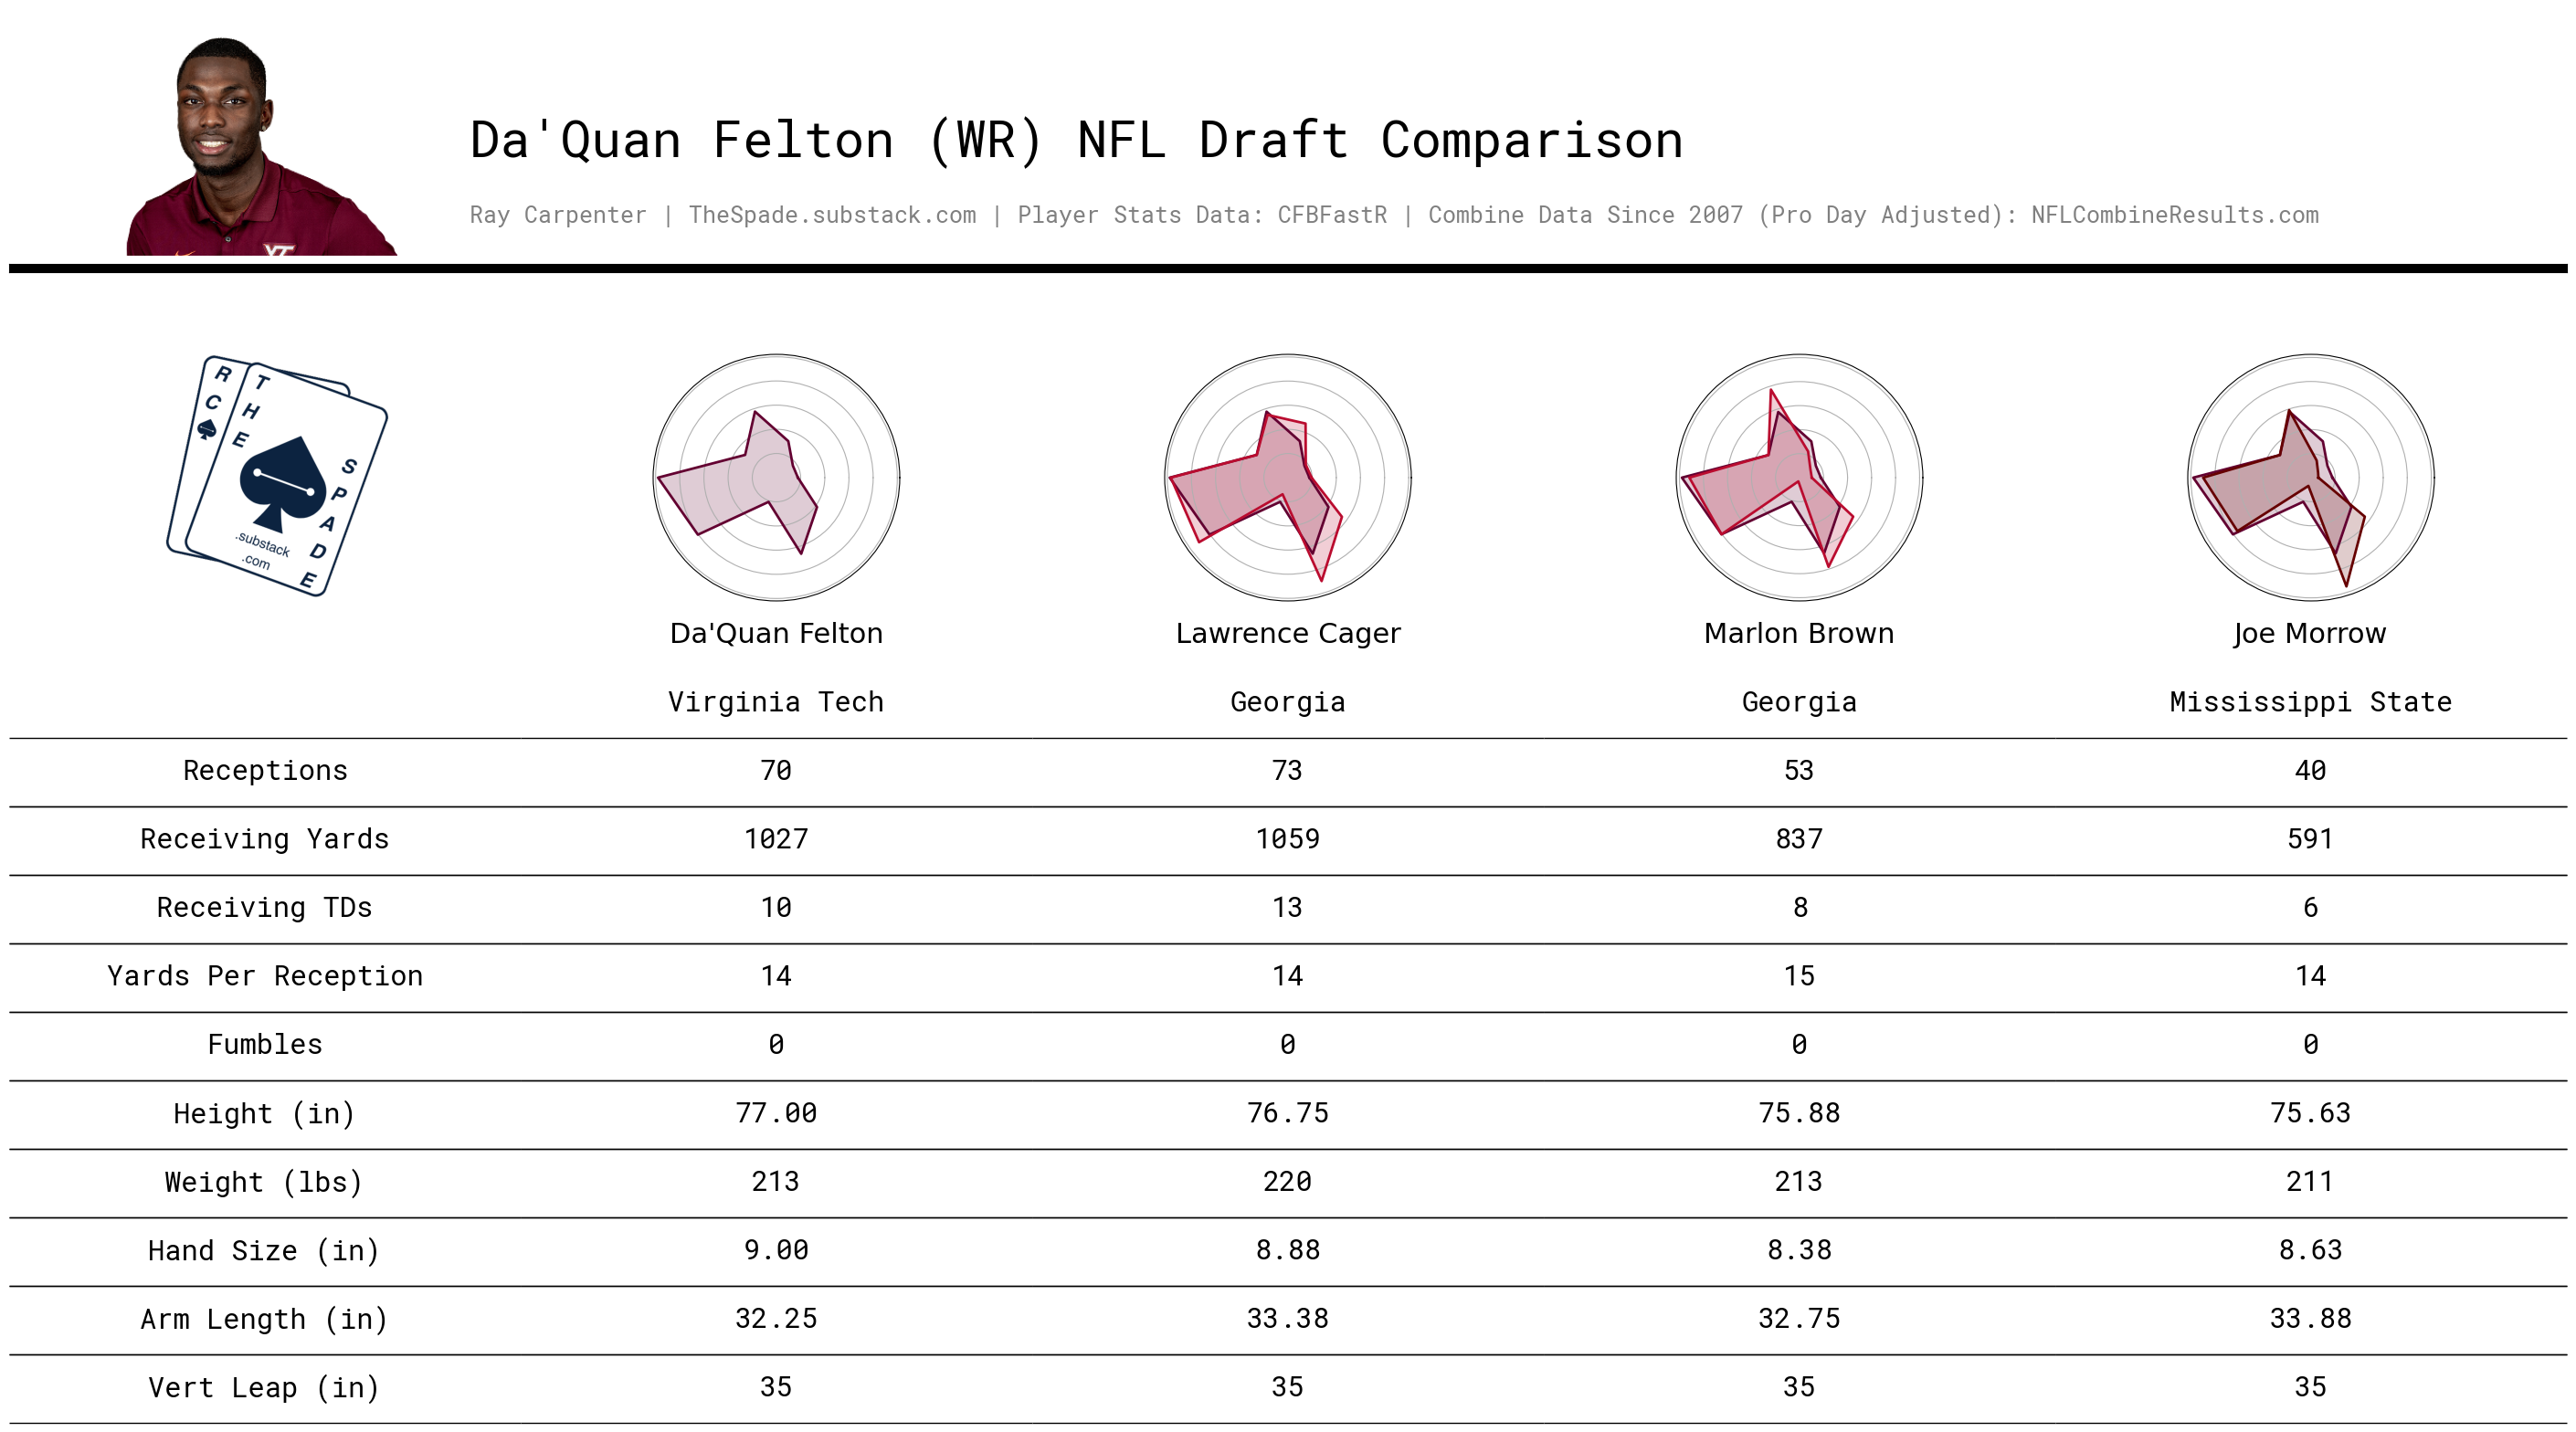 Da'Quan Felton (WR) NFL Draft Comparison
Ray Carpenter | TheSpade.substack.com | Player Stats Data: CFBFastR | Combine Data Since 2007 (Pro Day Adjusted): NFLCombineResults.com
VT
RC
THE
SPADE
.substack
.com
Da'Quan Felton Lawrence Cager Marlon Brown Joe Morrow
Virginia Tech Georgia Georgia Mississippi State
Receptions 70 73 53 40
Receiving Yards 1027 1059 837 591
Receiving TDs 10 13 8 6
Yards Per Reception 14 14 15 14
Fumbles 0 0 0 0
Height (in) 77.00 76.75 75.88 75.63
Weight (lbs) 213 220 213 211
Hand Size (in) 9.00 8.88 8.38 8.63
Arm Length (in) 32.25 33.38 32.75 33.88
Vert Leap (in) 35 35 35 35